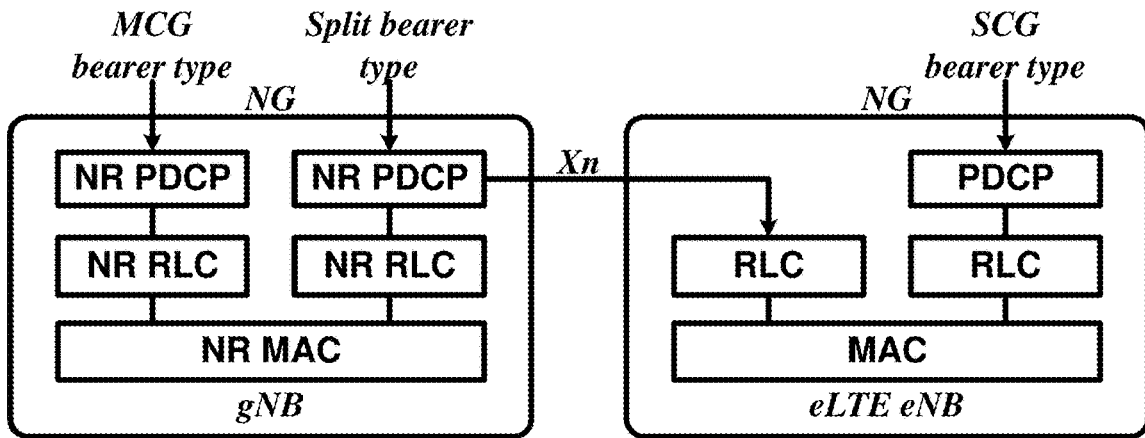 MCG
bearer type
Split bearer
type
SCG
bearer type
NG
NG
NR PDCP
NR PDCP
Xn
PDCP
NR RLC
NR RLC
RLC
RLC
NR MAC
MAC
gNB
eLTE eNB